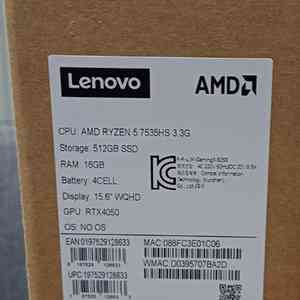 Lenovo
AMD
CPU: AMD RYZEN 5 7535HS 3.3G
Storage: 512GB SSD
RAM: 16GB
Battery: 4CELL
Display: 15.6" WQHD
GPU: RTX4050
OS: NO OS
EAN:0197529128633
MAC:088FC3E01C06
WMAC:D0395707BA2D
UPC:197529128633